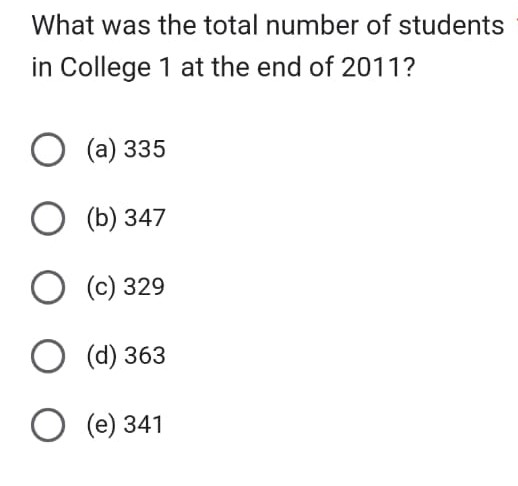 What was the total number of students
in College 1 at the end of 2011?
(a) 335
(b) 347
(c) 329
(d) 363
(e) 341